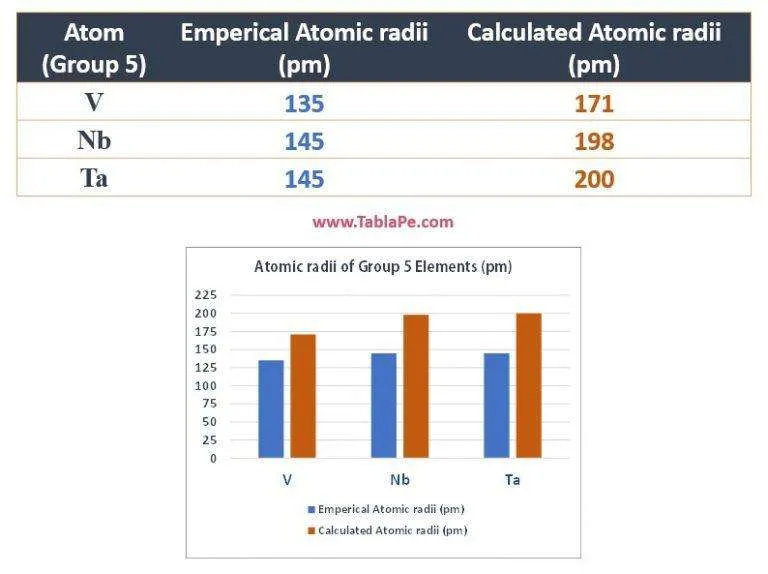 Atom Emperical Atomic radii Calculated Atomic radii
(Group 5) (pm) (pm)
V 135 171
Nb 145 198
Ta 145 200
www.TablaPe.com
Atomic radii of Group 5 Elements (pm)
225
200
175
150
125
100
75
50
25
0
V Nb Ta
Emperical Atomic radii (pm)
Calculated Atomic radii (pm)